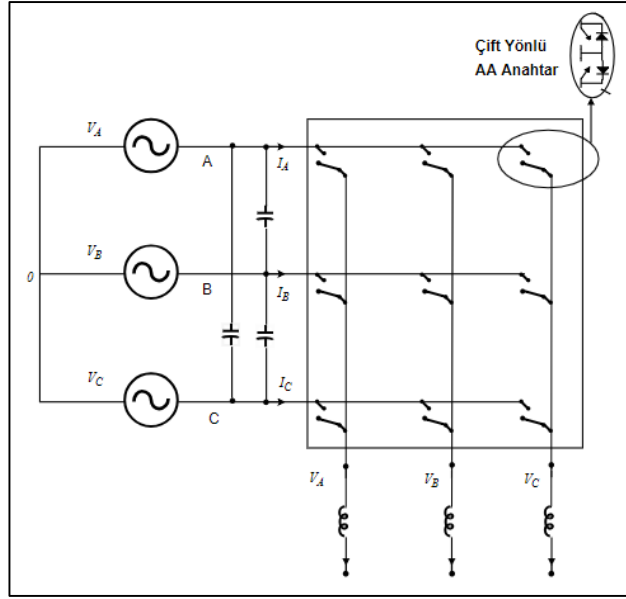 Çift Yönlü
AA Anahtar
V_A
A
I_A
V_B
0
B
I_B
V_C
C
I_C
V_A
V_B
V_C